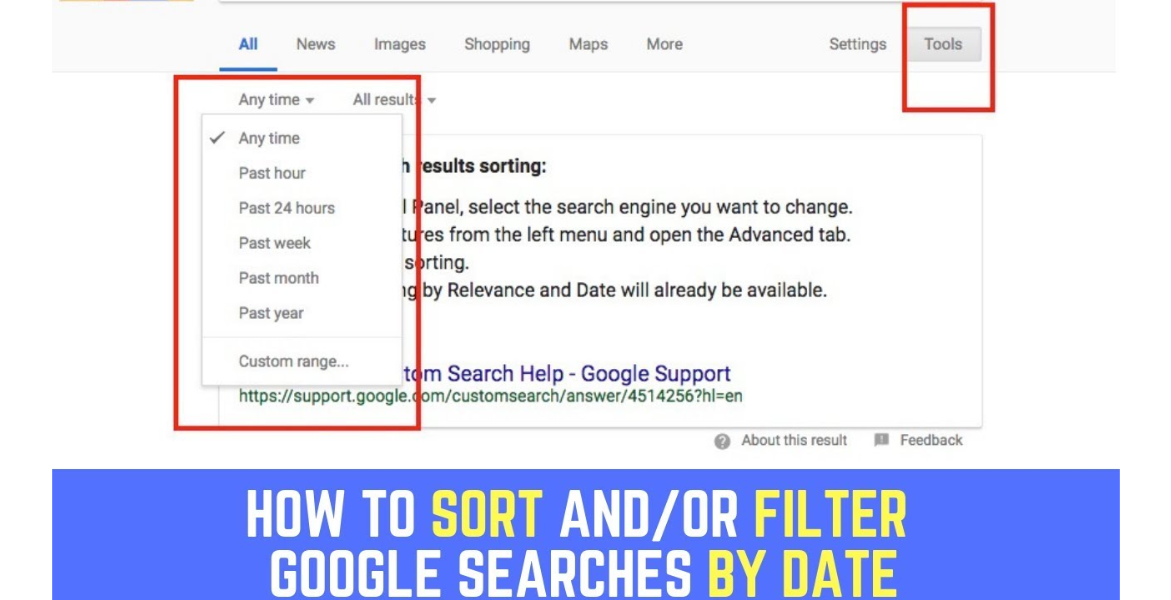 All News Images Shopping Maps More Settings Tools
Any time All results
Any time
Past hour
Past 24 hours
Past week
Past month
Past year
Custom range...
results sorting:
Panel, select the search engine you want to change.
from the left menu and open the Advanced tab.
sorting.
by Relevance and Date will already be available.
Search Help - Google Support
https://support.google.com/customsearch/answer/4514256?hl=en
About this result Feedback
HOW TO SORT AND/OR FILTER
GOOGLE SEARCHES BY DATE